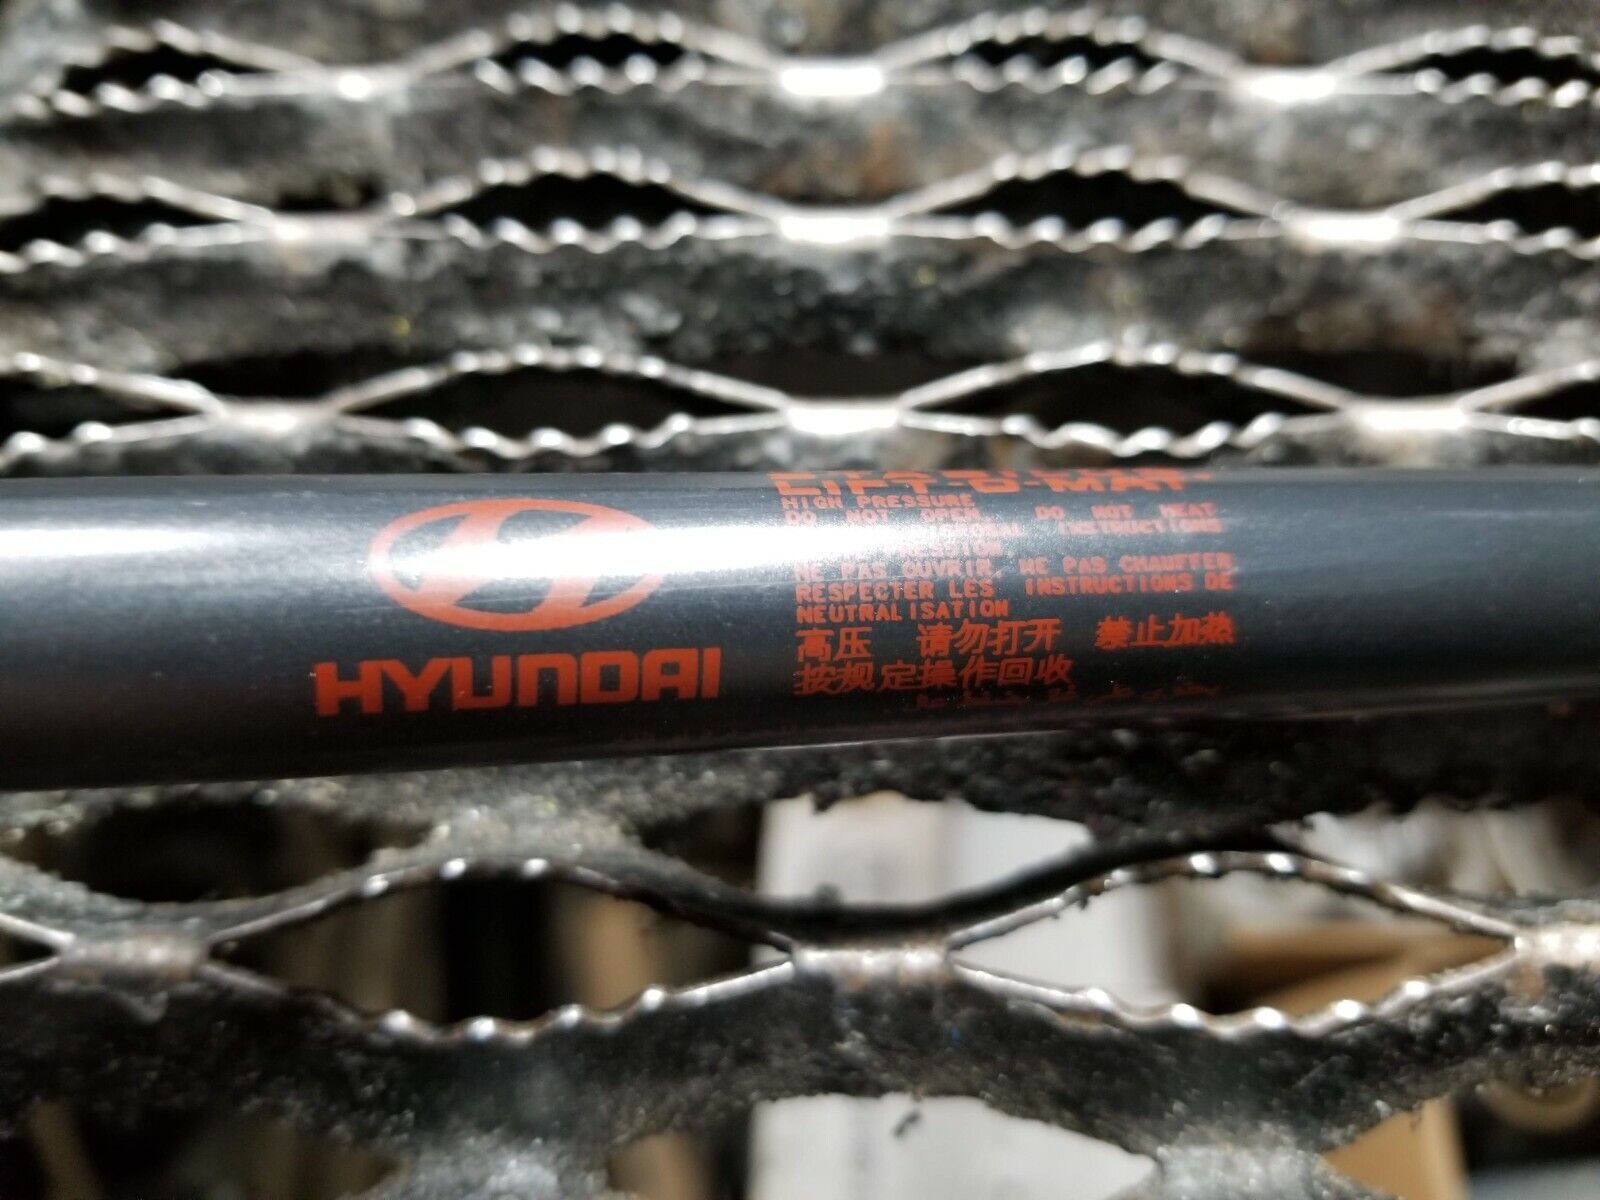 HYUNDAI
LIFT-O-MAT
HIGH PRESSURE
DO NOT OPEN DO NOT HEAT
INSTRUCTIONS
PRESSION.
NE PAS OUVRIR, NE PAS CHAUFFER
RESPECTER LES INSTRUCTIONS DE
NEUTRALISATION
高压 请勿打开 禁止加热
按规定操作回收